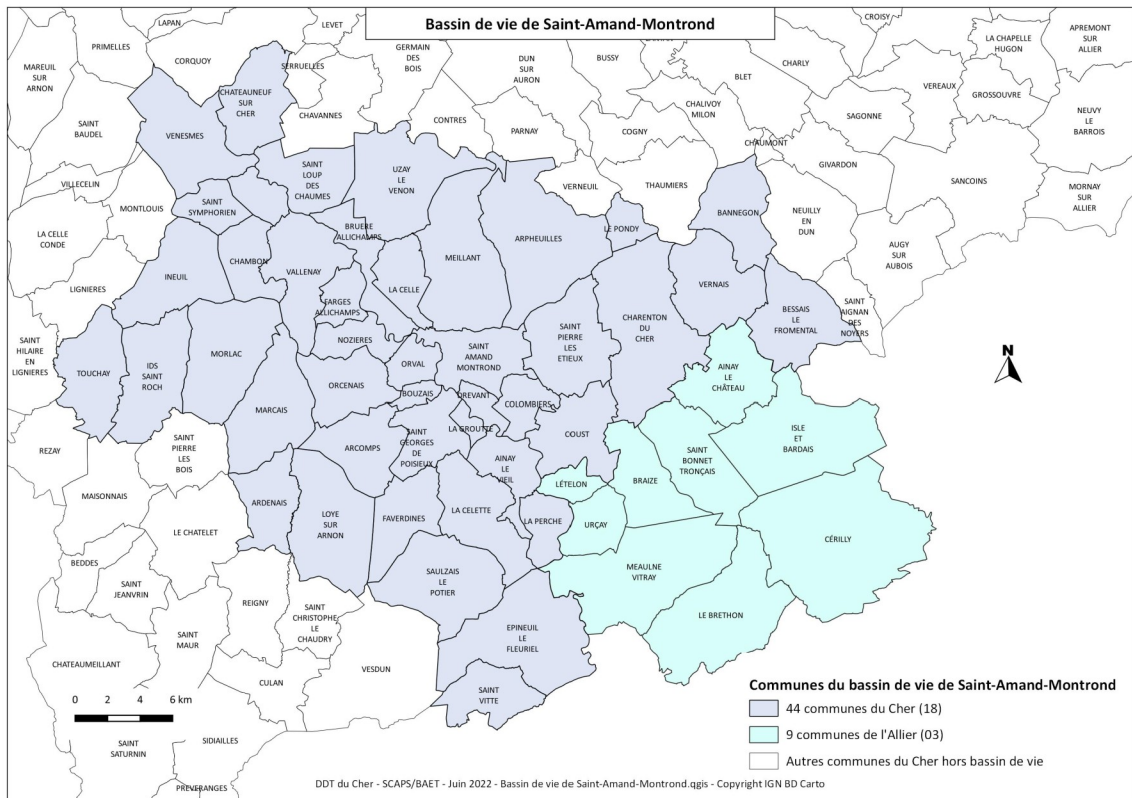 Bassin de vie de Saint-Amand-Montrond
LAPAN
LEVET
CROISY
LA CHAPELLE
HUGON
APREMONT
SUR
ALLIER
PRIMELLES
CORQUOY
SERRUELLES
GERMAIN
DES
BOIS
DUN
SUR
AURON
BUSSY
CHARLY
MAREUIL
SUR
ARNON
CHATEAUNEUF
SUR
CHER
BLET
VEREAUX
GROSSOUVRE
NEUVY
LE
BARROIS
CHAVANNES
CONTRES
CHALIVOY
MILON
SAGONNE
SAINT
BAUDEL
VENESMES
PARNAY
COGNY
CHAUMONT
GIVARDON
SANCOINS
VILLECELIN
SAINT
LOUP
DES
CHAUMES
UZAY
LE
VENON
VERNEUIL
THAUMIERS
MORNAY
SUR
ALLIER
MONTLOUIS
SAINT
SYMPHORIEN
BANNEGON
NEUILLY
EN
DUN
LA CELLE
CONDE
BRUERE
ALLICHAMPS
MEILLANT
ARPHEUILLES
LE PONDY
AUGY
SUR
AUBOIS
INEUIL
CHAMBON
VALLENAY
LA CELLE
VERNAIS
LIGNIERES
FARGES
ALLICHAMPS
BESSAIS
LE
FROMENTAL
SAINT
AIGNAN
DES
NOYERS
SAINT
HILAIRE
EN
LIGNIERES
NOZIERES
SAINT
PIERRE
LES
ETIEUX
CHARENTON
DU
CHER
TOUCHAY
IDS
SAINT
ROCH
MORLAC
ORVAL
SAINT
AMAND
MONTROND
AINAY
LE
CHÂTEAU
N
ORCENAIS
BOUZAIS
DREVANT
COLOMBIERS
MARCAIS
LA GROUTTE
COUST
ISLE
ET
BARDAIS
REZAY
SAINT
PIERRE
LES
BOIS
ARCOMPS
SAINT
GEORGES
DE
POISIEUX
AINAY
LE
VIEIL
SAINT
BONNET
TRONÇAIS
MAISONNAIS
LÉTELON
BRAIZE
ARDENAIS
LOYE
SUR
ARNON
FAVERDINES
LA CELETTE
LA PERCHE
URÇAY
CÉRILLY
LE CHATELET
BEDDES
SAINT
JEANVRIN
REIGNY
SAINT
CHRISTOPHE
LE
CHAUDRY
SAULZAIS
LE
POTIER
MEAULNE
VITRAY
LE BRETHON
SAINT
MAUR
EPINEUIL
LE
FLEURIEL
CHATEAUMEILLANT
CULAN
VESDUN
SAINT
VITTE
0 2 4 6 km
SAINT
SATURNIN
SIDIAILLES
PREVERANGES
Communes du bassin de vie de Saint-Amand-Montrond
44 communes du Cher (18)
9 communes de l'Allier (03)
Autres communes du Cher hors bassin de vie
DDT du Cher - SCAPS/BAET - Juin 2022 - Bassin de vie de Saint-Amand-Montrond.qgis - Copyright IGN BD Carto